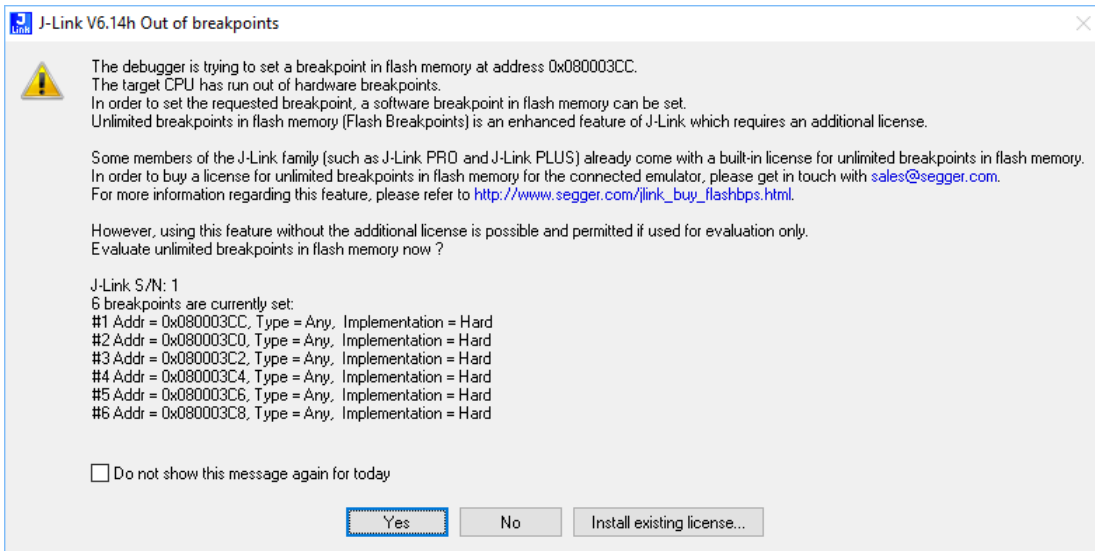 J-Link V6.14h Out of breakpoints
The debugger is trying to set a breakpoint in flash memory at address 0x080003CC.
The target CPU has run out of hardware breakpoints.
In order to set the requested breakpoint, a software breakpoint in flash memory can be set.
Unlimited breakpoints in flash memory (Flash Breakpoints) is an enhanced feature of J-Link which requires an additional license.
Some members of the J-Link family (such as J-Link PRO and J-Link PLUS) already come with a built-in license for unlimited breakpoints in flash memory.
In order to buy a license for unlimited breakpoints in flash memory for the connected emulator, please get in touch with sales@segger.com.
For more information regarding this feature, please refer to http://www.segger.com/jlink_buy_flashbps.html.
However, using this feature without the additional license is possible and permitted if used for evaluation only.
Evaluate unlimited breakpoints in flash memory now ?
J-Link S/N: 1
6 breakpoints are currently set:
#1 Addr = 0x080003CC, Type = Any, Implementation = Hard
#2 Addr = 0x080003C0, Type = Any, Implementation = Hard
#3 Addr = 0x080003C2, Type = Any, Implementation = Hard
#4 Addr = 0x080003C4, Type = Any, Implementation = Hard
#5 Addr = 0x080003C6, Type = Any, Implementation = Hard
#6 Addr = 0x080003C8, Type = Any, Implementation = Hard
Do not show this message again for today
Yes No Install existing license...